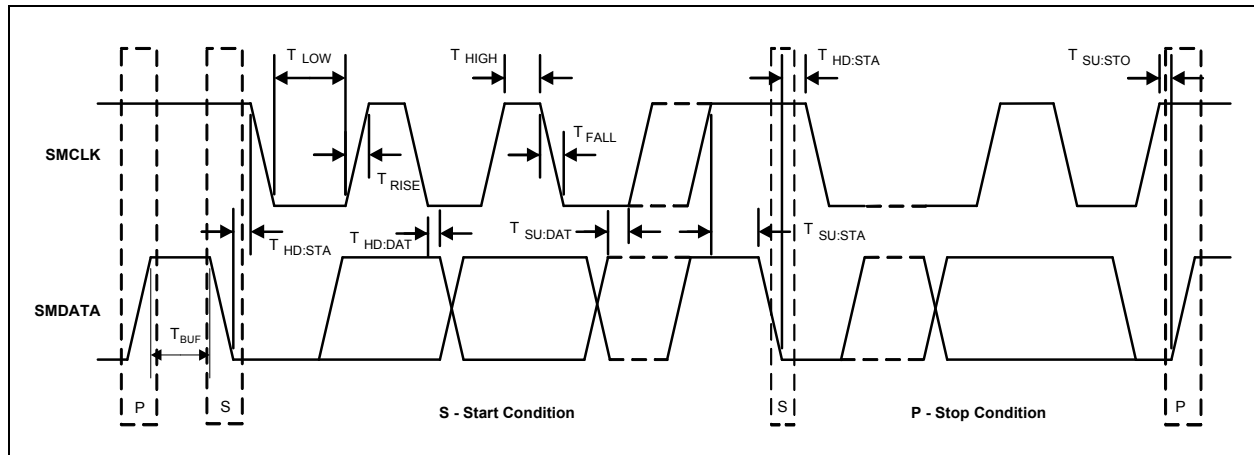 T LOW
T HIGH
T HD:STA
T SU:STO
SMCLK
T FALL
T RISE
T HD:STA
T HD:DAT
T SU:DAT
T SU:STA
SMDATA
T BUF
P
S
S - Start Condition
S
P - Stop Condition
P